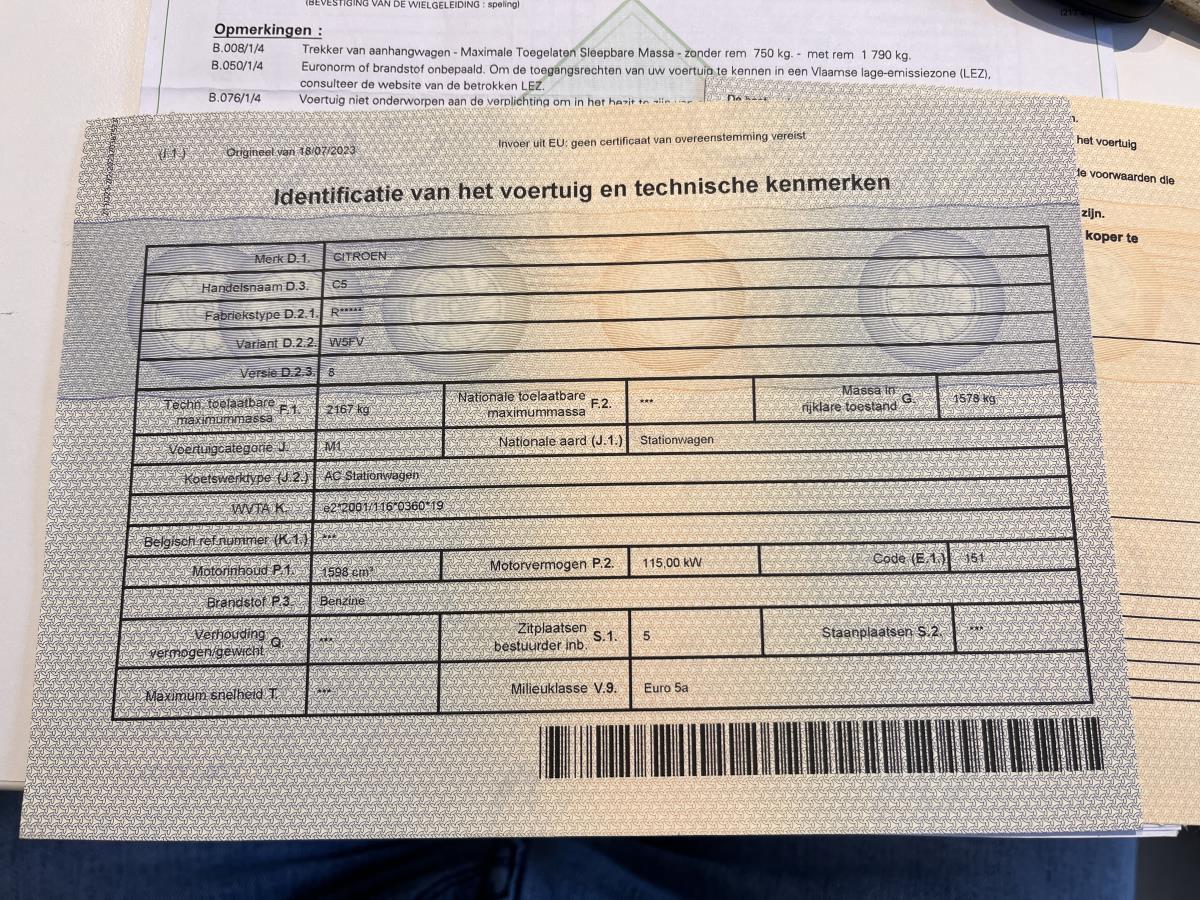 (BEVESTIGING VAN DE WIELGELEIDING : speling)
Opmerkingen :
B.008/1/4 Trekker van aanhangwagen - Maximale Toegelaten Sleepbare Massa - zonder rem 750 kg. - met rem 1 790 kg.
B.050/1/4 Euronorm of brandstof onbepaald. Om de toegangsrechten van uw voertuig te kennen in een Vlaamse lage-emissiezone (LEZ),
consulteer de website van de betrokken LEZ.
B.076/1/4 Voertuig niet onderworpen aan de verplichting om in het bezit te zijn
het voertuig
de voorwaarden die
zijn.
koper te
(J.1.) Origineel van 18/07/2023 Invoer uit EU: geen certificaat van overeenstemming vereist
Identificatie van het voertuig en technische kenmerken
Merk D.1. CITROEN
Handelsnaam D.3. C5
Fabriekstype D.2.1. R*****
Variant D.2.2. W5FV
Versie D.2.3. 8
Techn. toelaatbare maximummassa F.1. 2167 kg Nationale toelaatbare maximummassa F.2. *** Massa in rijklare toestand G. 1578 kg
Voertuigcategorie J. M1 Nationale aard (J.1.) Stationwagen
Koetswerktype (J.2.) AC Stationwagen
WVTA K. e2*2001/116*0360*19
Belgisch ref.nummer (K.1.) ***
Motorinhoud P.1. 1598 cm³ Motorvermogen P.2. 115,00 kW Code (E.1.) 151
Brandstof P.3. Benzine
Verhouding vermogen/gewicht Q. *** Zitplaatsen bestuurder inb. S.1. 5 Staanplaatsen S.2. ***
Maximum snelheid T. *** Milieuklasse V.9. Euro 5a